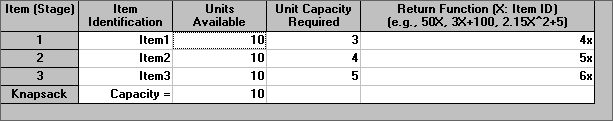 Item (Stage) Item Identification Units Available Unit Capacity Required Return Function (X: Item ID) (e.g., 50X, 3X+100, 2.15X^2+5)
1 Item1 10 3 4x
2 Item2 10 4 5x
3 Item3 10 5 6x
Knapsack Capacity = 10